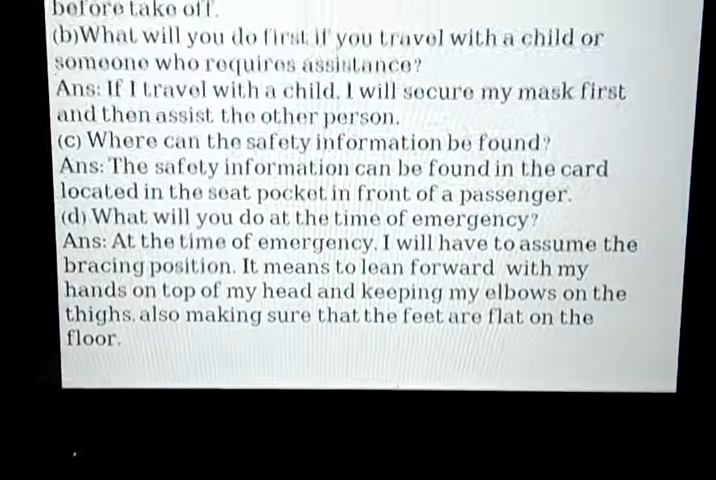 before take off.
(b)What will you do first if you travel with a child or
someone who requires assistance?
Ans: If I travel with a child, I will secure my mask first
and then assist the other person.
(c) Where can the safety information be found?
Ans: The safety information can be found in the card
located in the seat pocket in front of a passenger.
(d) What will you do at the time of emergency?
Ans: At the time of emergency, I will have to assume the
bracing position. It means to lean forward with my
hands on top of my head and keeping my elbows on the
thighs, also making sure that the feet are flat on the
floor.